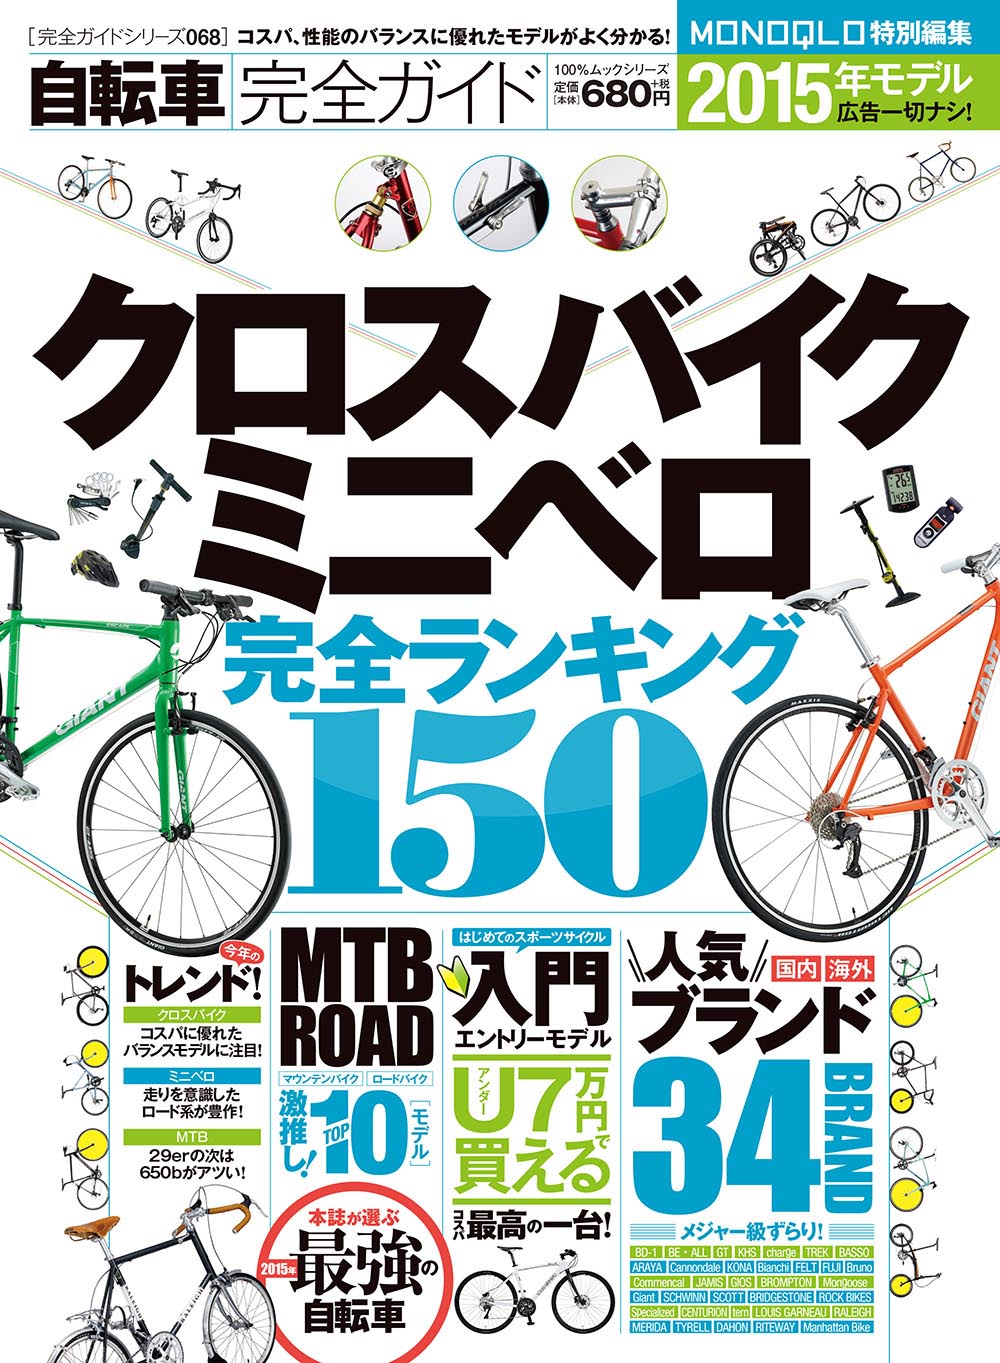 [完全ガイドシリーズ068] コスパ、性能のバランスに優れたモデルがよく分かる!
MONOQLO特別編集
自転車 完全ガイド
100%ムックシリーズ
定価[本体]680円+税
2015年モデル
広告一切ナシ!
クロスバイク
ミニベロ
完全ランキング
150
GIANT
GIANT
ESCAPE
GIANT
MAXXIS
今年の
トレンド!
クロスバイク
コスパに優れた
バランスモデルに注目!
ミニベロ
走りを意識した
ロード系が豊作!
MTB
29erの次は
650bがアツい!
MTB
ROAD
マウンテンバイク ロードバイク
激推し!TOP10[モデル]
本誌が選ぶ
2015年最強の
自転車
はじめてのスポーツサイクル
入門
エントリーモデル
アンダー
U7万円で
買える
コスパ最高の一台!
人気 国内 海外
ブランド
34 BRAND
メジャー級ずらり!
BD-1 BE・ALL GT KHS charge TREK BASSO
ARAYA Cannondale KONA Bianchi FELT FUJI Bruno
Commencal JAMIS GIOS BROMPTON Mongoose
Giant SCHWINN SCOTT BRIDGESTONE ROCK BIKES
Specialized CENTURION tern LOUIS GARNEAU RALEIGH
MERIDA TYRELL DAHON RITEWAY Manhattan Bike